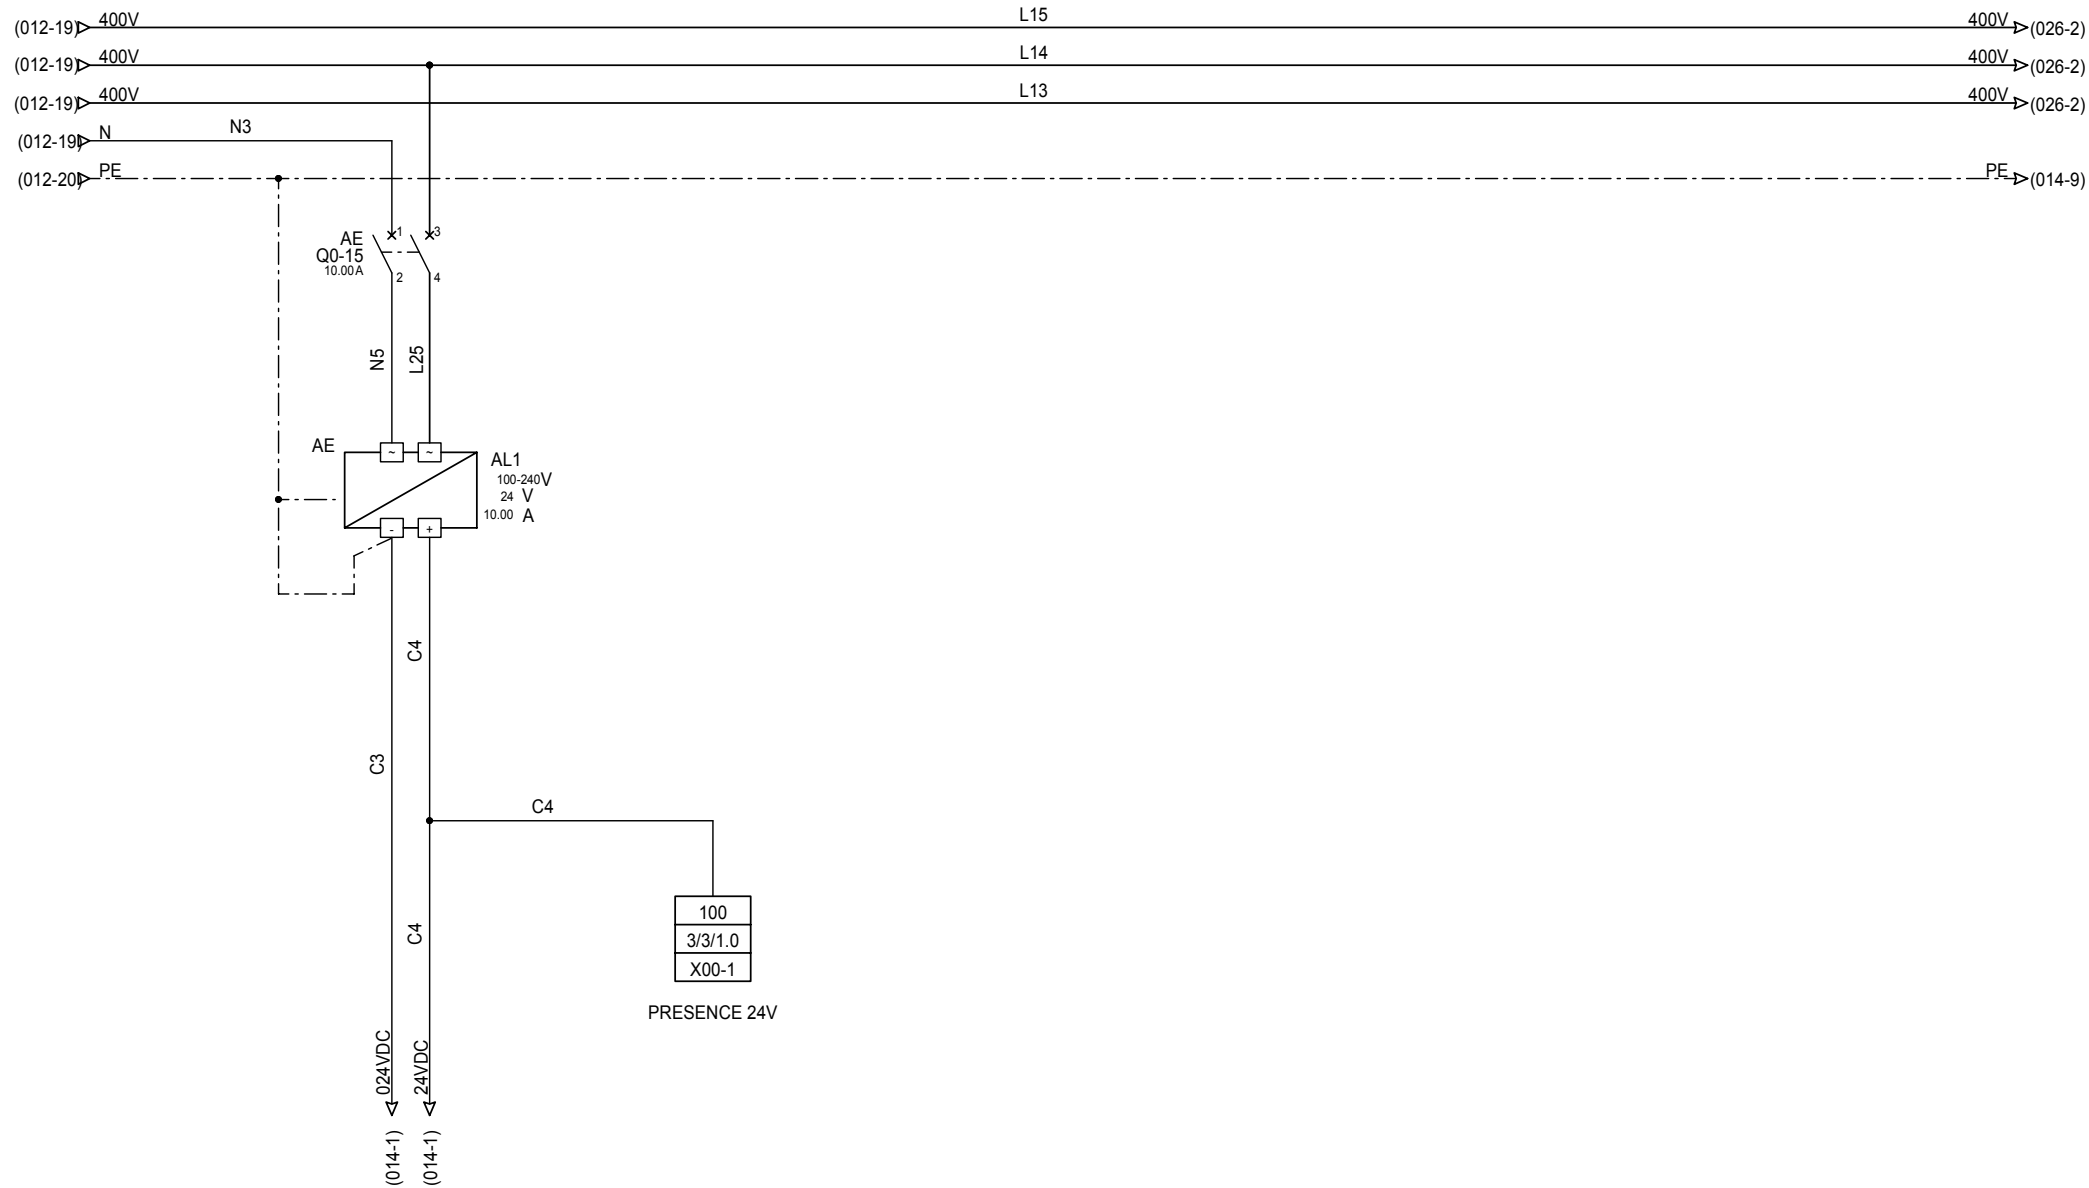 (012-19) 400V L15 400V (026-2)
(012-19) 400V L14 400V (026-2)
(012-19) 400V L13 400V (026-2)
(012-19) N N3
(012-20) PE PE (014-9)
AE 1 3
Q0-15
10.00A 2 4
N5 L25
AE ~ ~
AL1
100-240V
24 V
10.00 A
- +
C4
C3
C4
C4
100
3/3/1.0
X00-1
PRESENCE 24V
024VDC 24VDC
(014-1) (014-1)